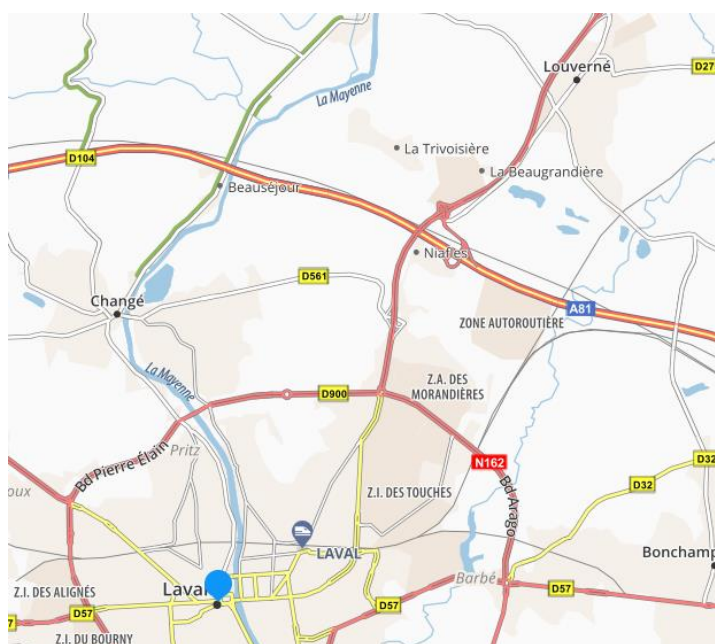 Louverné
D27
La Mayenne
La Trivoisière
D104
La Beaugrandière
Beauséjour
Niafles
D561
Changé
A81
ZONE AUTOROUTIÈRE
La Mayenne
Z.A. DES
MORANDIÈRES
D900
Bd Pierre Élain
Pritz
N162
D32
D32
oux
Z.I. DES TOUCHES
Bd Arago
LAVAL
Bonchamp
Barbé
Z.I. DES ALIGNÉS
Laval
D57
D57
D57
57
Z.I. DU BOURNY